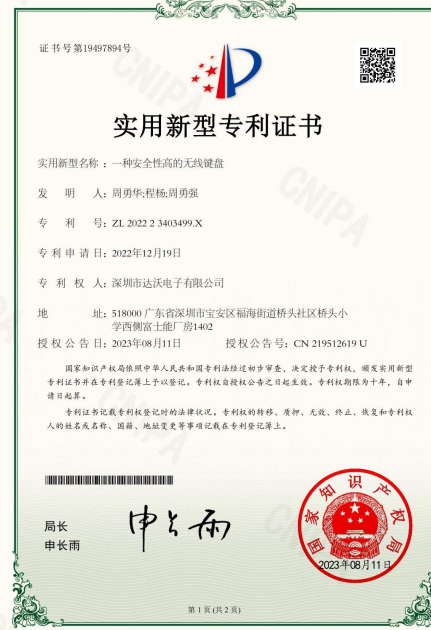 证书号第19497894号
实用新型专利证书
实用新型名称：一种安全性高的无线键盘
发 明 人：周勇华;程杨;周勇强
专 利 号：ZL 2022 2 3403499.X
专利申请日：2022年12月19日
专 利 权 人：深圳市达沃电子有限公司
地 址：518000 广东省深圳市宝安区福海街道桥头社区桥头小
学西侧富士能厂房1402
授权公告日：2023年08月11日 授权公告号：CN 219512619 U
国家知识产权局依照中华人民共和国专利法经过初步审查，决定授予专利权，颁发实用新型
专利证书并在专利登记簿上予以登记。专利权自授权公告之日起生效。专利权期限为十年，自申
请日起算。
专利证书记载专利权登记时的法律状况。专利权的转移、质押、无效、终止、恢复和专利权
人的姓名或名称、国籍、地址变更等事项记载在专利登记簿上。
局长
申长雨
申长雨
国家知识产权局
2023年08月11日
第 1 页 (共 2 页)
CNIPA
CNIPA